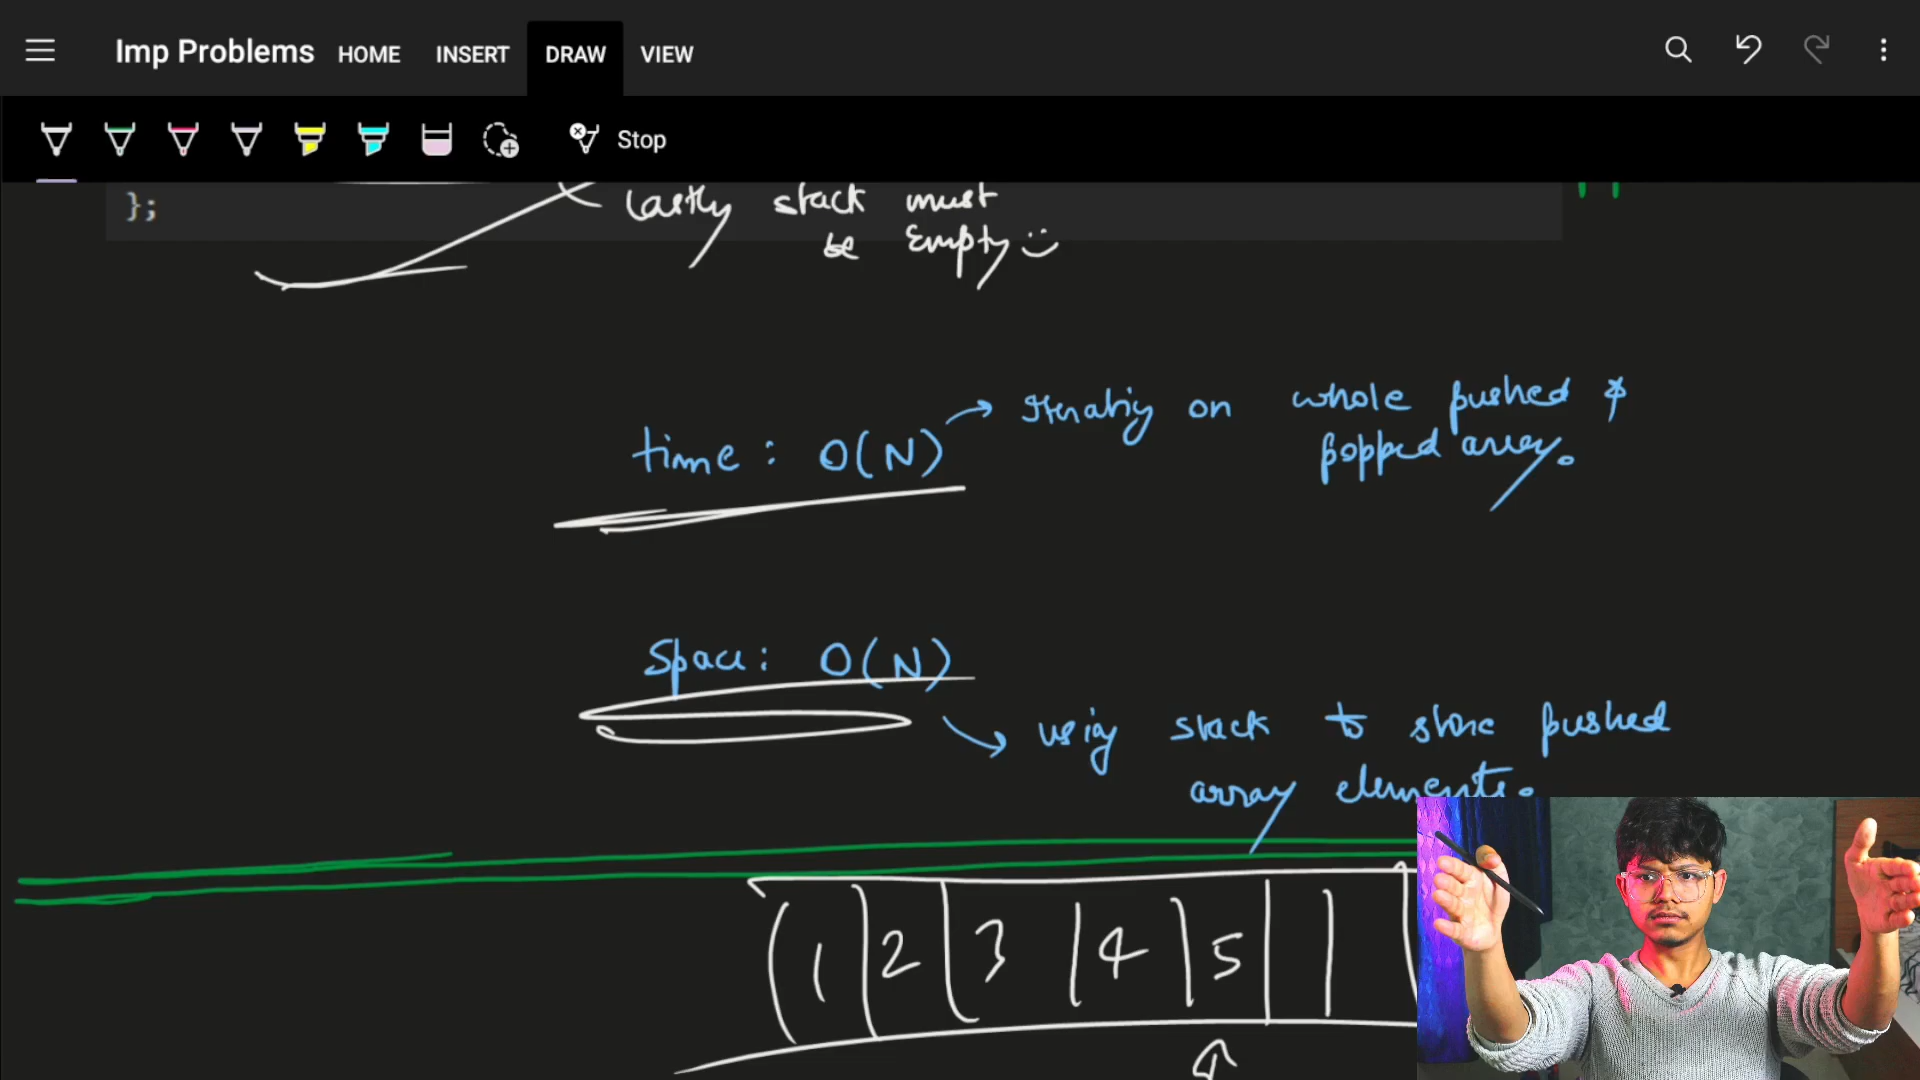 Imp Problems HOME INSERT DRAW VIEW
Stop
};
Lastly stack must
be Empty
time: O(N)
Iterating on whole pushed &
popped array.
Space: O(N)
using stack to store pushed
array elements.
1 2 3 4 5